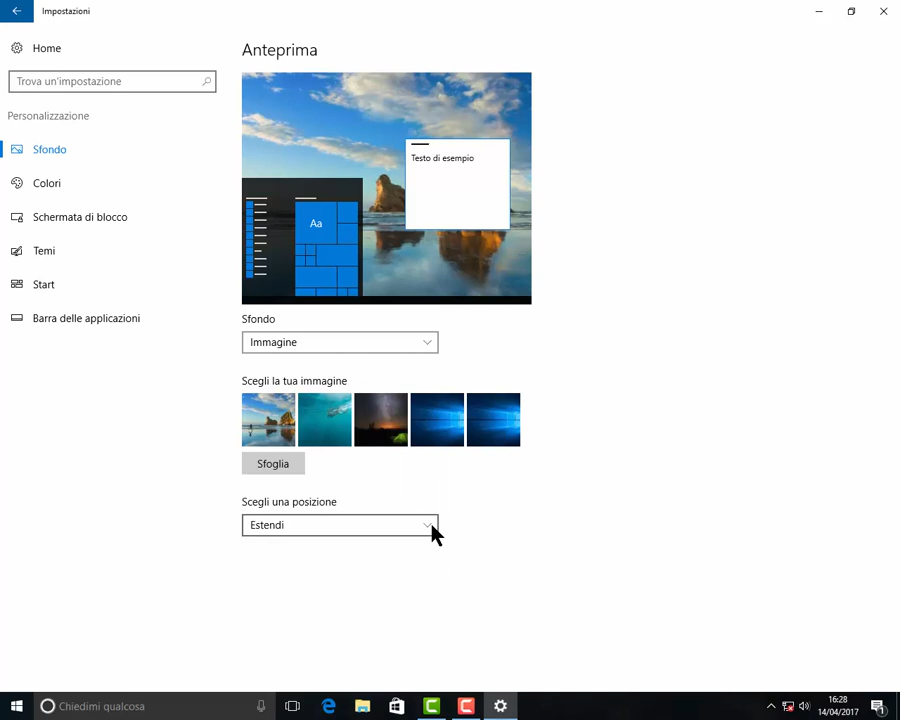 Impostazioni
Home
Trova un'impostazione
Personalizzazione
Sfondo
Colori
Schermata di blocco
Temi
Start
Barra delle applicazioni
Anteprima
Testo di esempio
Aa
Sfondo
Immagine
Scegli la tua immagine
Sfoglia
Scegli una posizione
Estendi
Chiedimi qualcosa
16:28
14/04/2017
1